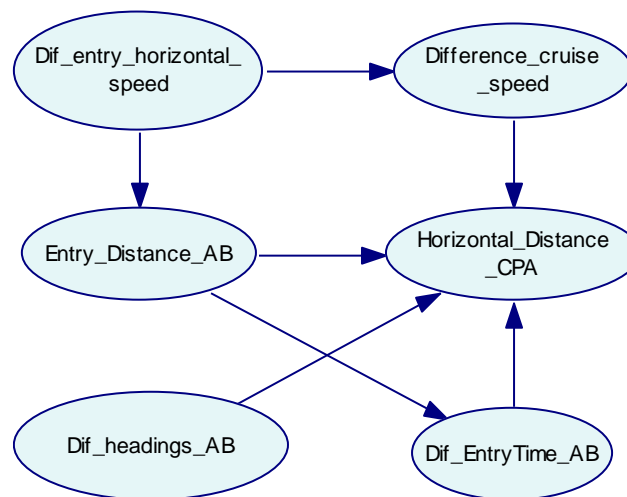 Dif_entry_horizontal_
speed
Difference_cruise
_speed
Entry_Distance_AB
Horizontal_Distance
_CPA
Dif_headings_AB
Dif_EntryTime_AB